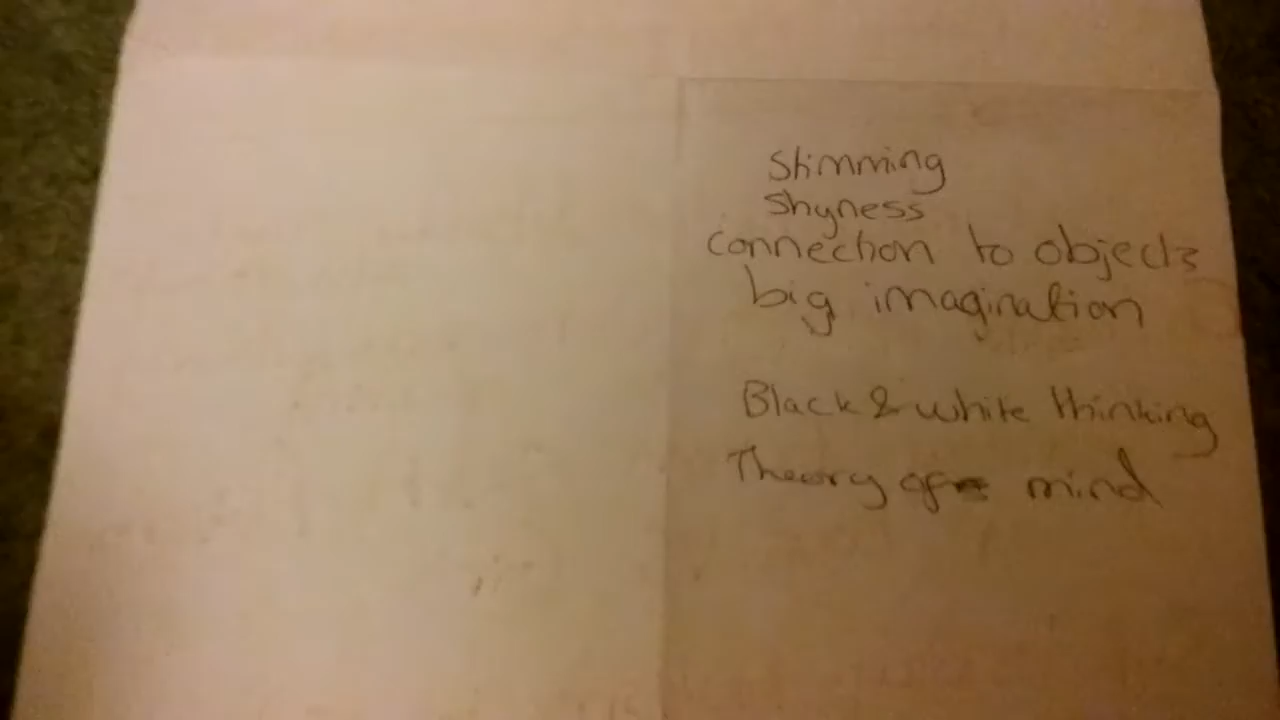 Stimming
Shyness
Connection to objects
big imagination
Black & white thinking
Theory of mind